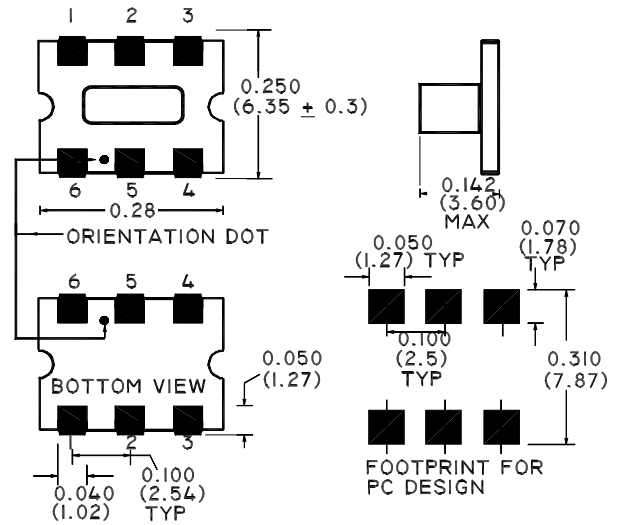 1 2 3
0.250
(6.35 ± 0.3)
6 5 4
0.28
ORIENTATION DOT
0.142
(3.60)
MAX
0.050
(1.27) TYP
0.070
(1.78)
TYP
6 5 4
0.100
(2.5)
TYP
0.310
(7.87)
BOTTOM VIEW
0.050
(1.27)
1 2 3
0.100
(2.54)
TYP
0.040
(1.02)
FOOTPRINT FOR
PC DESIGN